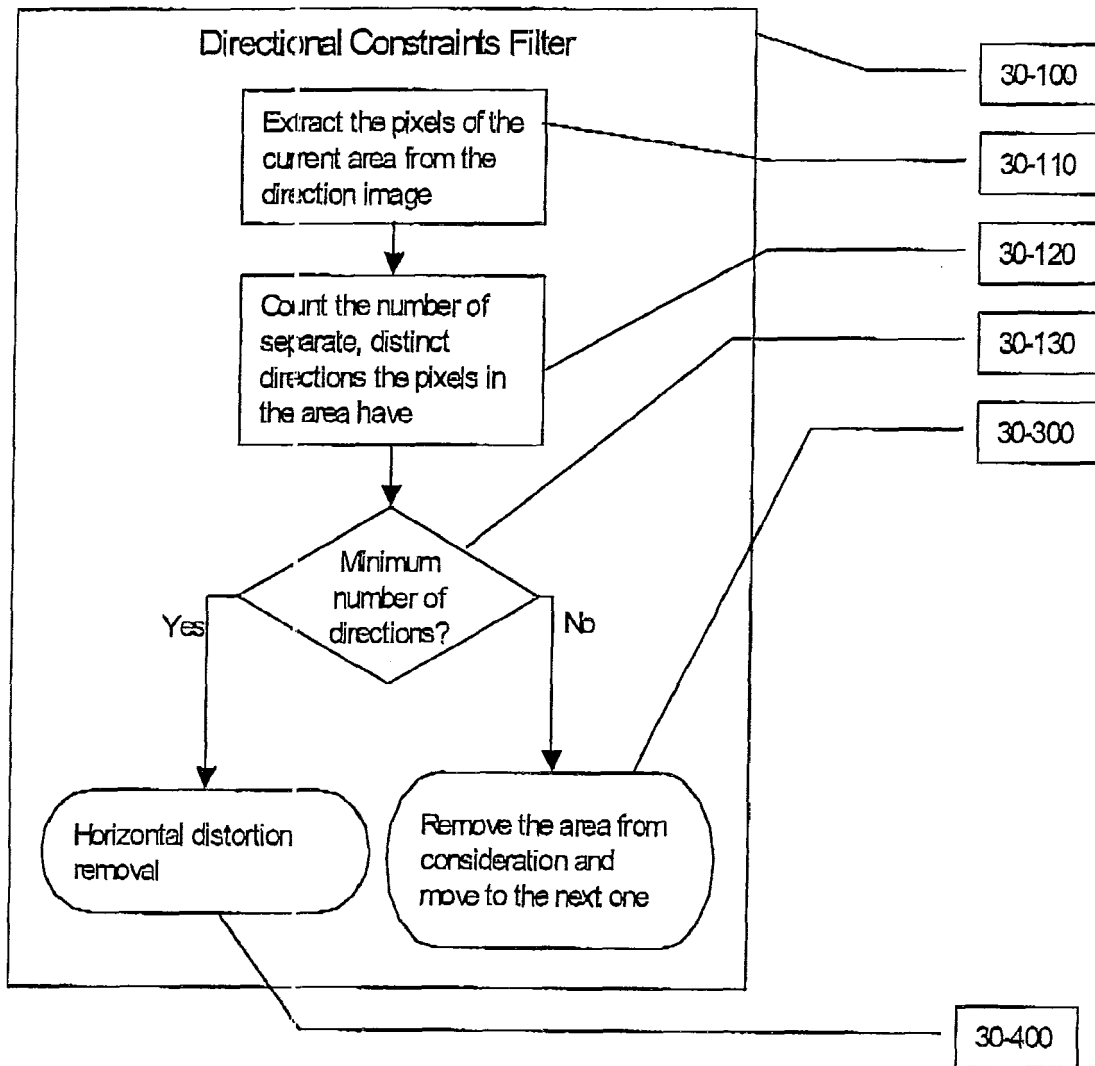 Directional Constraints Filter
30-100
Extract the pixels of the
current area from the
direction image
30-110
30-120
Count the number of
separate, distinct
directions the pixels in
the area have
30-130
30-300
Minimum
number of
directions?
Yes
No
Horizontal distortion
removal
Remove the area from
consideration and
move to the next one
30-400